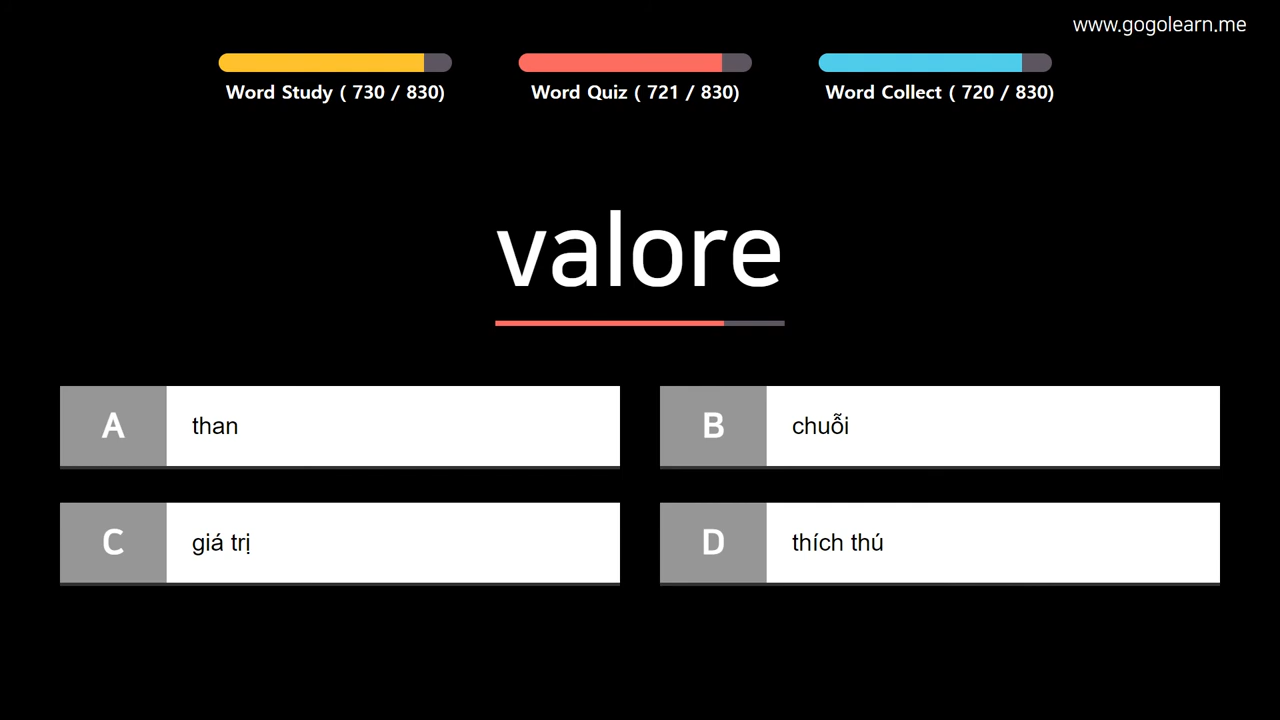 www.gogolearn.me
Word Study ( 730 / 830)
Word Quiz ( 721 / 830)
Word Collect ( 720 / 830)
valore
A
than
B
chuỗi
C
giá trị
D
thích thú